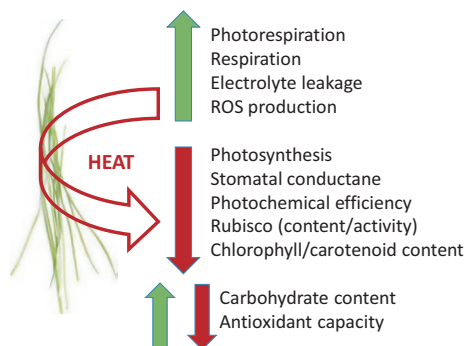 Photorespiration
Respiration
Electrolyte leakage
ROS production
HEAT
Photosynthesis
Stomatal conductane
Photochemical efficiency
Rubisco (content/activity)
Chlorophyll/carotenoid content
Carbohydrate content
Antioxidant capacity